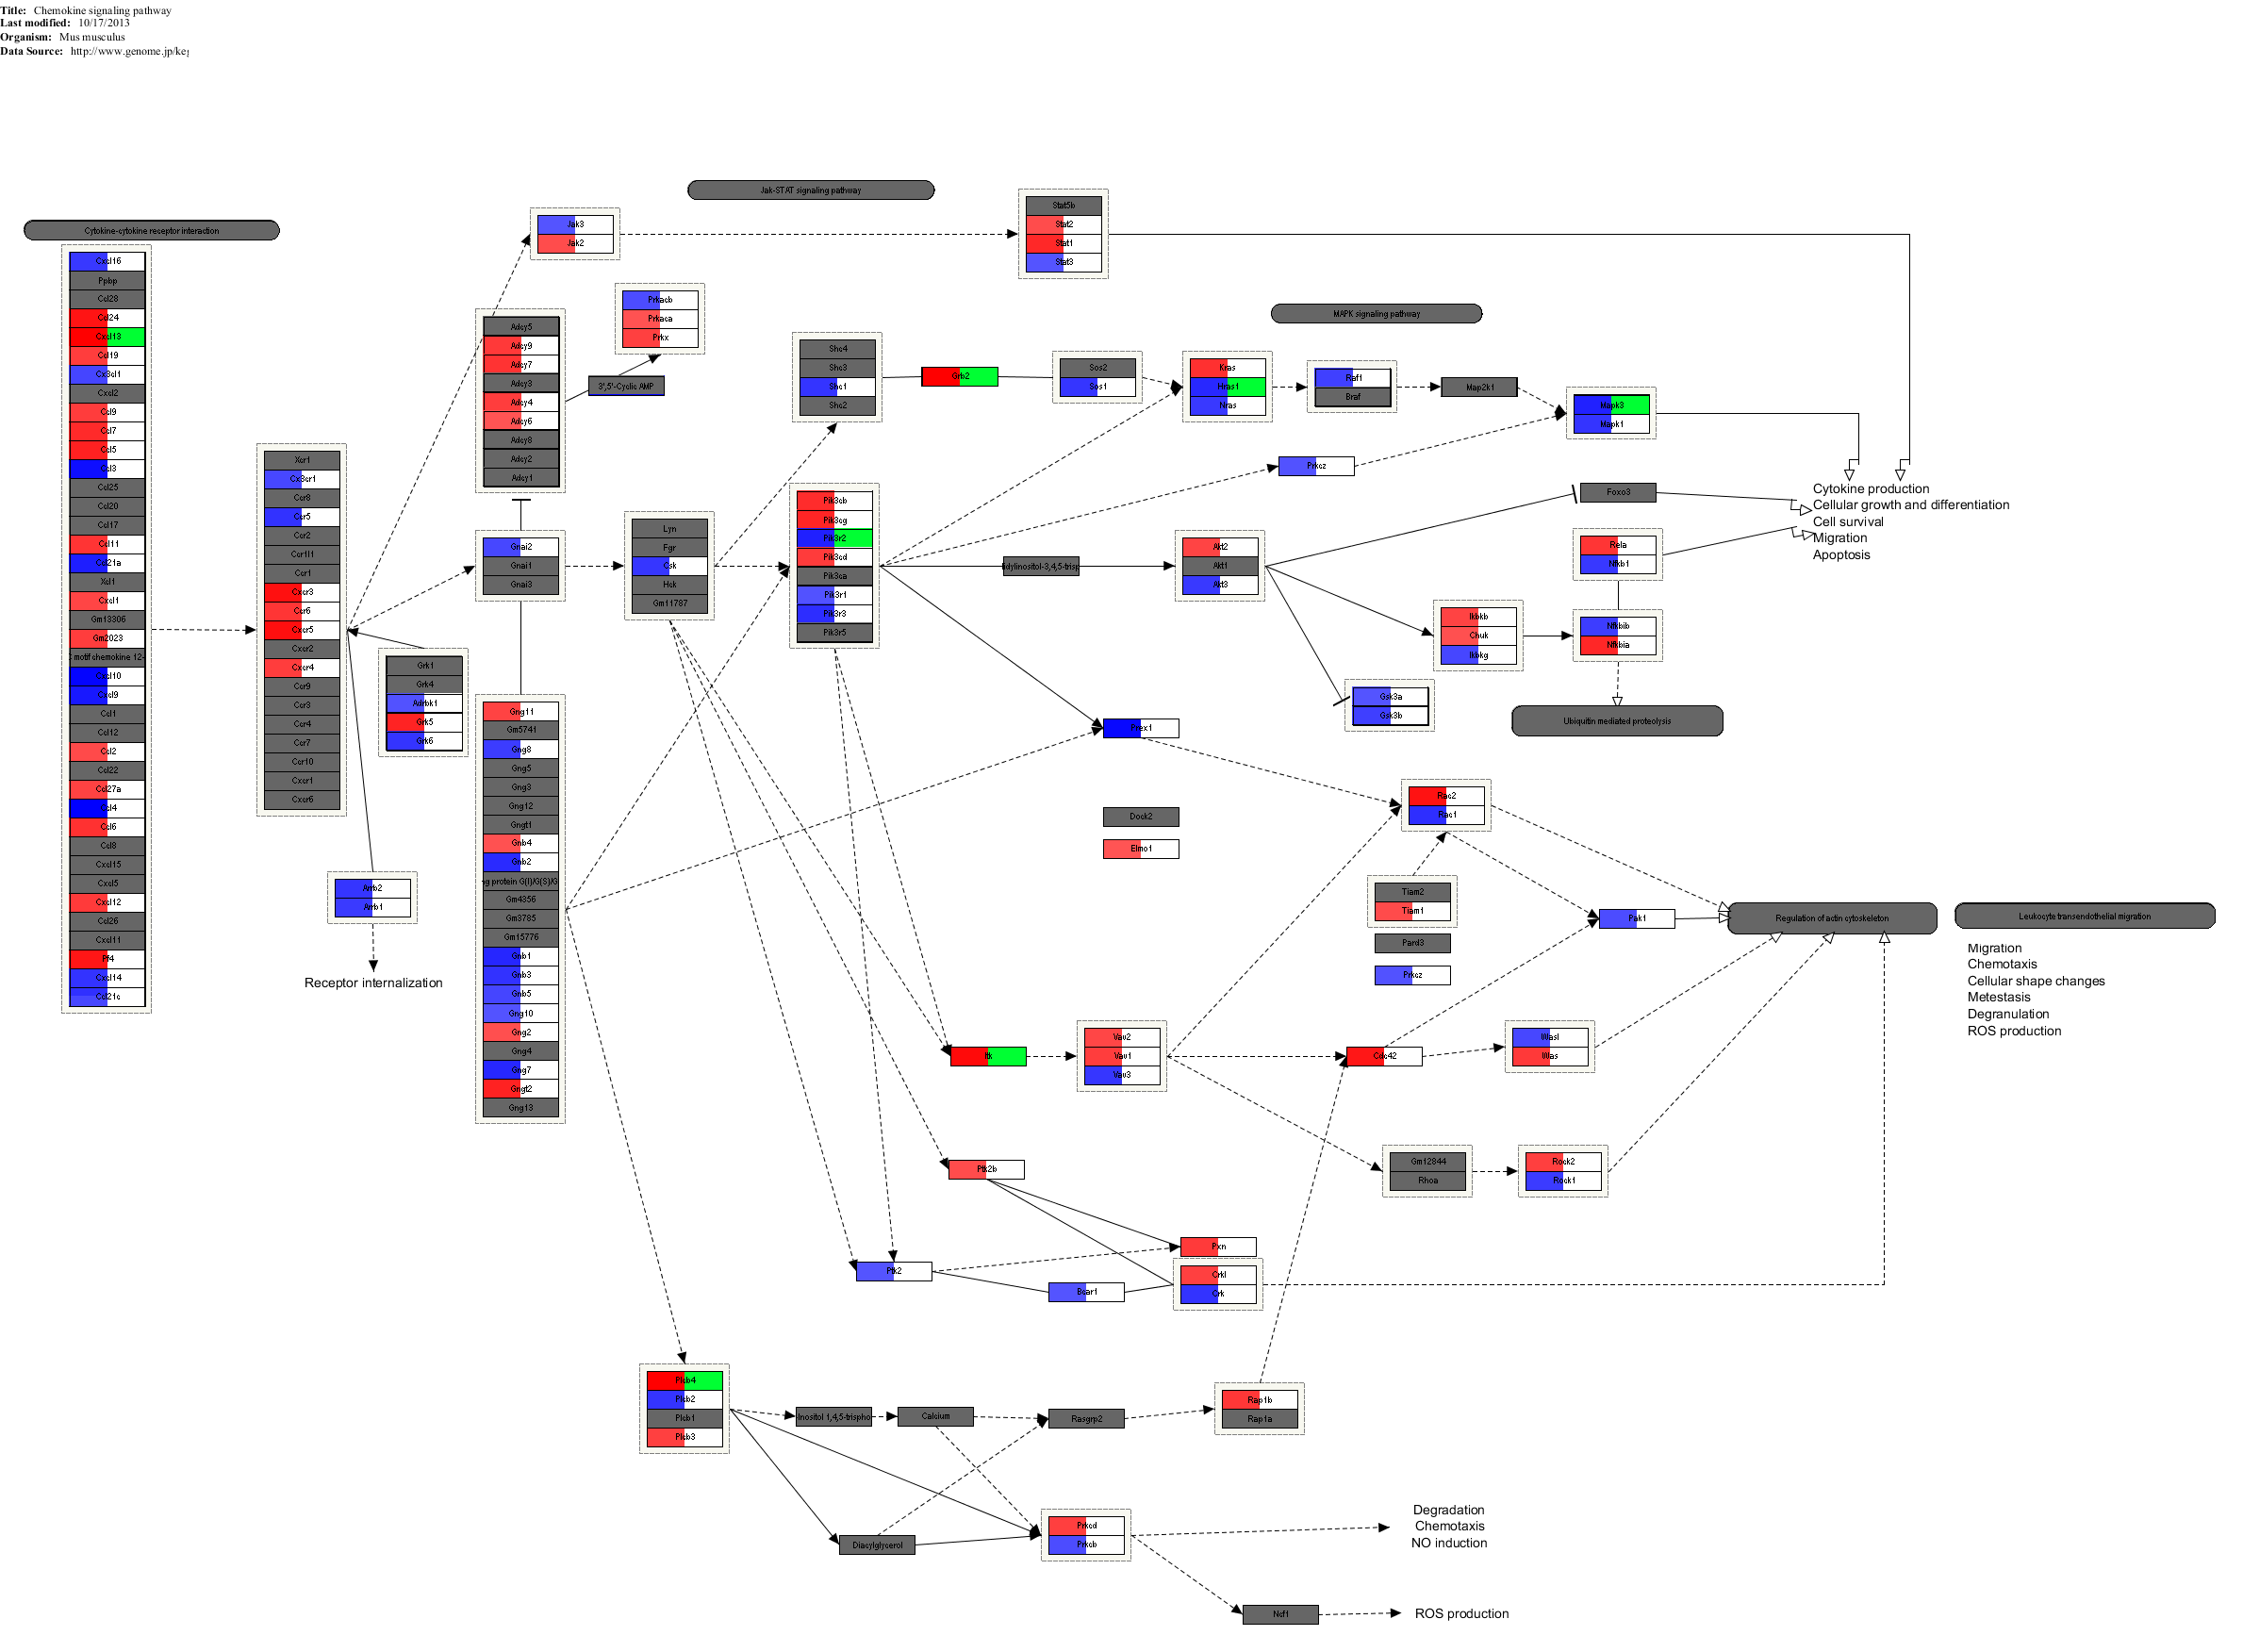 Title: Chemokine signaling pathway
Last modified: 10/17/2013
Organism: Mus musculus
Data Source: http://www.genome.jp/keg
Jak-STAT signaling pathway
Cytokine-cytokine receptor interaction
MAPK signaling pathway
Cxcl16
Ppbp
Ccl28
Ccl24
Cxcl13
Ccl19
Cx3cl1
Cxcl2
Ccl9
Ccl7
Ccl5
Ccl3
Ccl25
Ccl20
Ccl17
Ccl11
Ccl21a
Xcl1
Cxcl1
Gm13306
Gm2023
C motif chemokine 12-
Cxcl10
Cxcl9
Ccl1
Ccl12
Ccl2
Ccl22
Ccl27a
Ccl4
Ccl6
Ccl8
Cxcl15
Cxcl5
Cxcl12
Ccl26
Cxcl11
Pf4
Cxcl14
Ccl21c
Xcr1
Cx3cr1
Ccr8
Ccr5
Ccr2
Ccr1l1
Ccr1
Cxcr3
Ccr6
Cxcr5
Cxcr2
Cxcr4
Ccr9
Ccr3
Ccr4
Ccr7
Ccr10
Cxcr1
Cxcr6
Grk1
Grk4
Adrbk1
Grk5
Grk6
Arrb2
Arrb1
Receptor internalization
Jak3
Jak2
Stat5b
Stat2
Stat1
Stat3
Adcy5
Adcy9
Adcy7
Adcy3
Adcy4
Adcy6
Adcy8
Adcy2
Adcy1
Prkacb
Prkaca
Prkx
3',5'-Cyclic AMP
Gnai2
Gnai1
Gnai3
Lyn
Fgr
Csk
Hck
Gm11787
Gng11
Gm5741
Gng8
Gng5
Gng3
Gng12
Gngt1
Gnb4
Gnb2
g protein G(I)/G(S)/G
Gm4356
Gm3785
Gm15776
Gnb1
Gnb3
Gnb5
Gng10
Gng2
Gng4
Gng7
Gngt2
Gng13
Shc4
Shc3
Shc1
Shc2
Grb2
Sos2
Sos1
Kras
Hras1
Nras
Raf1
Braf
Map2k1
Mapk3
Mapk1
Prkcz
Pik3cb
Pik3cg
Pik3r2
Pik3cd
Pik3ca
Pik3r1
Pik3r3
Pik3r5
idylinositol-3,4,5-trisp
Akt2
Akt1
Akt3
Foxo3
Rela
Nfkb1
Ikbkb
Chuk
Ikbkg
Nfkbib
Nfkbia
Gsk3a
Gsk3b
Ubiquitin mediated proteolysis
Cytokine production
Cellular growth and differentiation
Cell survival
Migration
Apoptosis
Prex1
Dock2
Elmo1
Rac2
Rac1
Tiam2
Tiam1
Pard3
Prkcz
Pak1
Regulation of actin cytoskeleton
Leukocyte transendothelial migration
Migration
Chemotaxis
Cellular shape changes
Metestasis
Degranulation
ROS production
Itk
Vav2
Vav1
Vav3
Cdc42
Wasl
Was
Gm12844
Rhoa
Rock2
Rock1
Ptk2b
Ptk2
Pxn
Bcar1
Crkl
Crk
Plcb4
Plcb2
Plcb1
Plcb3
Inositol 1,4,5-trispho
Calcium
Rasgrp2
Rap1b
Rap1a
Diacylglycerol
Prkcd
Prkcb
Degradation
Chemotaxis
NO induction
Ncf1
ROS production